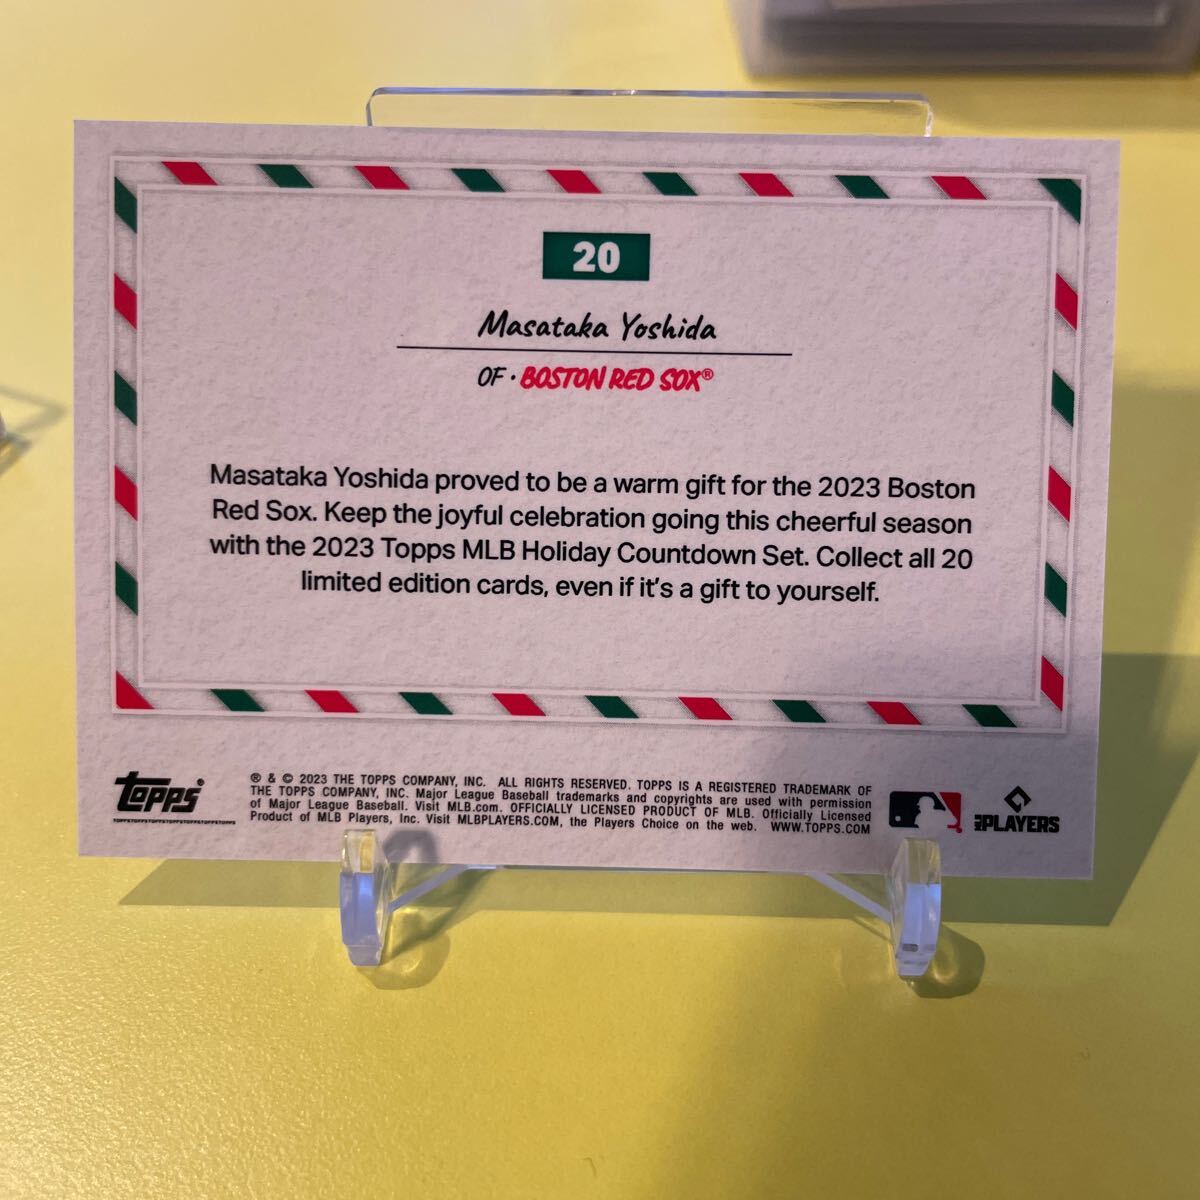 20
Masataka Yoshida
OF · BOSTON RED SOX®
Masataka Yoshida proved to be a warm gift for the 2023 Boston
Red Sox. Keep the joyful celebration going this cheerful season
with the 2023 Topps MLB Holiday Countdown Set. Collect all 20
limited edition cards, even if it's a gift to yourself.
topps®
® & © 2023 THE TOPPS COMPANY, INC. ALL RIGHTS RESERVED. TOPPS IS A REGISTERED TRADEMARK OF
THE TOPPS COMPANY, INC. Major League Baseball trademarks and copyrights are used with permission
of Major League Baseball. Visit MLB.com. OFFICIALLY LICENSED PRODUCT OF MLB. Officially Licensed
Product of MLB Players, Inc. Visit MLBPLAYERS.COM, the Players Choice on the web. WWW.TOPPS.COM
MLB PLAYERS